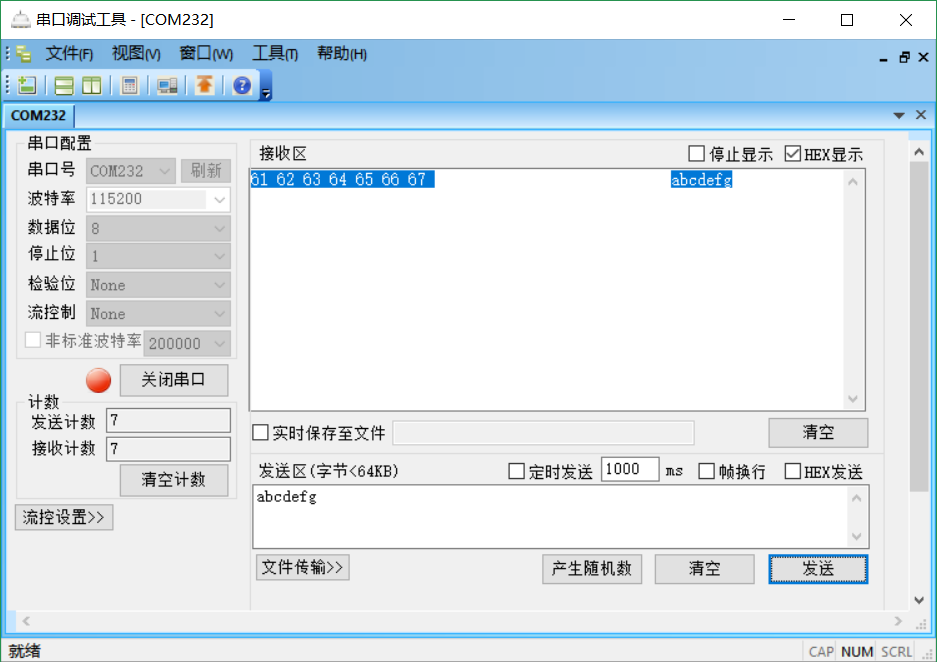 串口调试工具 - [COM232]
文件(F) 视图(V) 窗口(W) 工具(T) 帮助(H)
COM232
串口配置
串口号 COM232 刷新
波特率 115200
数据位 8
停止位 1
检验位 None
流控制 None
非标准波特率 200000
关闭串口
计数
发送计数 7
接收计数 7
清空计数
流控设置>>
接收区 停止显示 HEX显示
61 62 63 64 65 66 67 abcdefg
实时保存至文件 清空
发送区(字节<64KB) 定时发送 1000 ms 帧换行 HEX发送
abcdefg
文件传输>> 产生随机数 清空 发送
就绪 CAP NUM SCRL